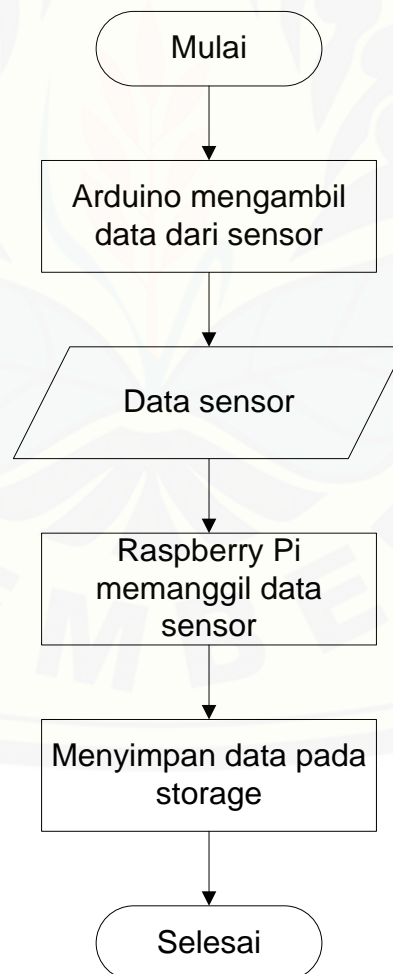 Mulai
Arduino mengambil
data dari sensor
Data sensor
Raspberry Pi
memanggil data
sensor
Menyimpan data pada
storage
Selesai